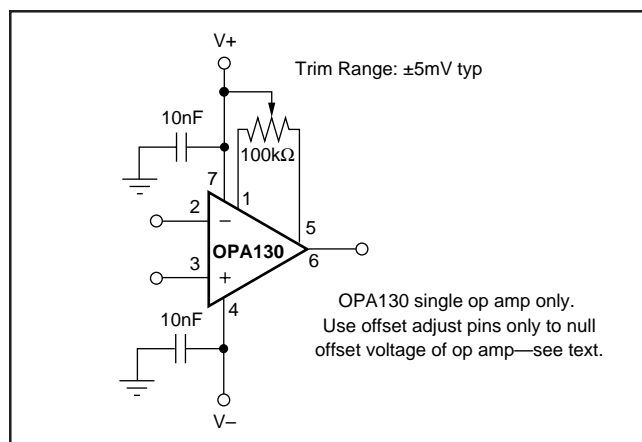 V+
Trim Range: ±5mV typ
10nF
100kΩ
7
1
2
–
5
OPA130
6
3
+
4
10nF
OPA130 single op amp only.
Use offset adjust pins only to null
offset voltage of op amp—see text.
V–